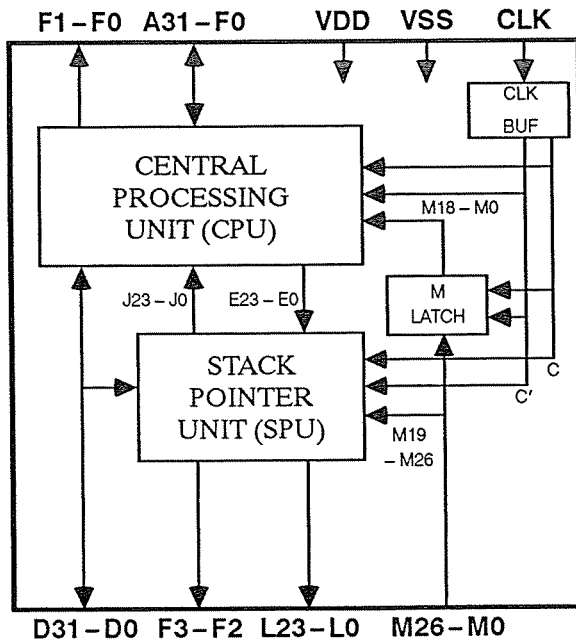 F1–F0 A31–F0 VDD VSS CLK
CLK
BUF
CENTRAL
PROCESSING
UNIT (CPU)
M18–M0
J23–J0
E23–E0
M
LATCH
STACK
POINTER
UNIT (SPU)
C
C'
M19
–M26
D31–D0 F3–F2 L23–L0 M26–M0